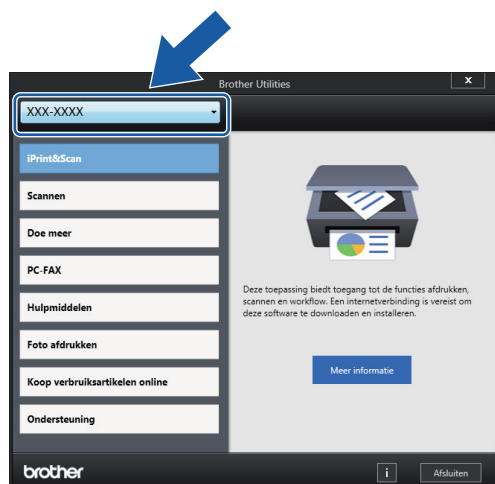 Brother Utilities
x
XXX-XXXX
iPrint&Scan
Scannen
Doe meer
PC-FAX
Hulpmiddelen
Foto afdrukken
Koop verbruiksartikelen online
Ondersteuning
Deze toepassing biedt toegang tot de functies afdrukken,
scannen en workflow. Een internetverbinding is vereist om
deze software te downloaden en installeren.
Meer informatie
brother
i
Afsluiten